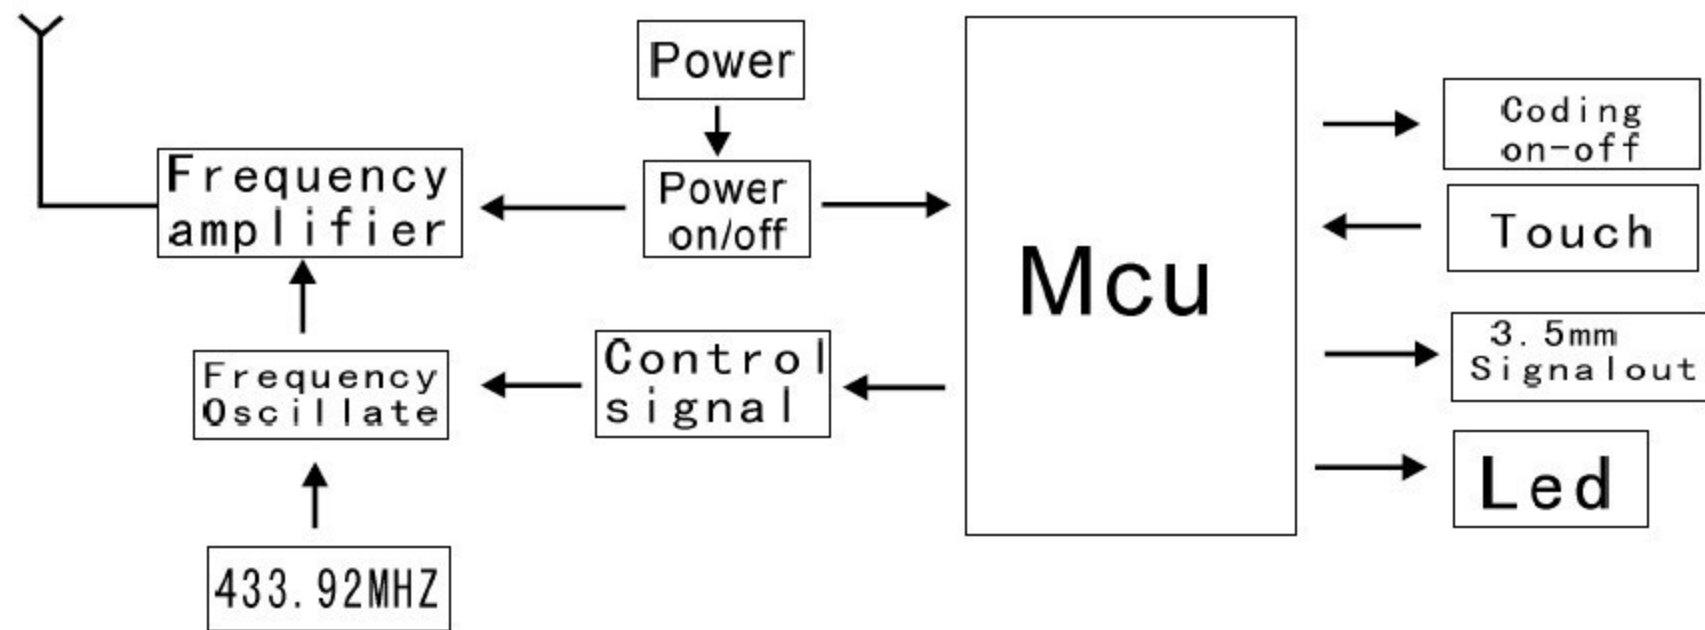 Power
Frequency
amplifier
Power
on/off
Mcu
Coding
on-off
Touch
Frequency
Oscillate
Control
signal
3.5mm
Signalout
Led
433.92MHZ